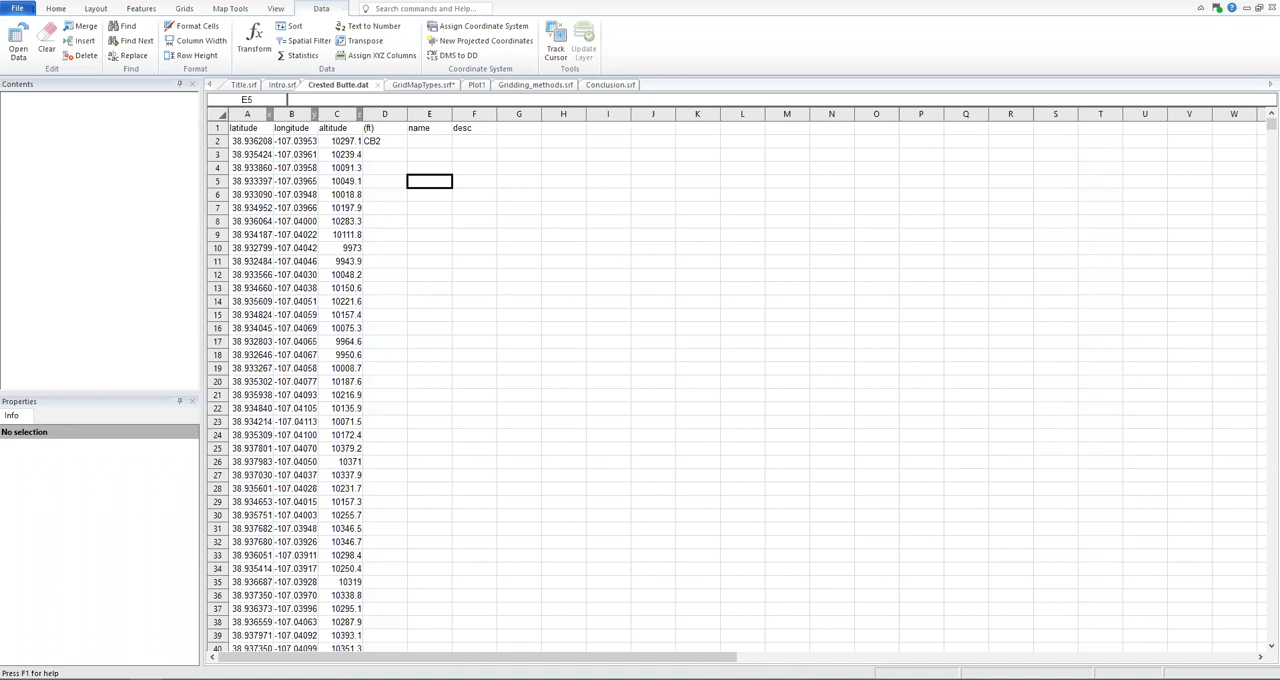 File Home Layout Features Grids Map Tools View Data Search commands and Help...
Open Data Clear Merge Insert Delete Edit
Find Find Next Replace Find
Format Cells Column Width Row Height Format
Transform Sort Spatial Filter Statistics Text to Number Transpose Assign XYZ Columns Data
Assign Coordinate System New Projected Coordinates DMS to DD Coordinate System
Track Cursor Update Layer Tools
Contents Title.srf Intro.srf Crested Butte.dat GridMapTypes.srf* Plot1 Gridding_methods.srf Conclusion.srf
E5
A x B y C z D E F G H I J K L M N O P Q R S T U V W
1 latitude longitude altitude (ft) name desc
2 38.936208 -107.03953 10297.1 CB2
3 38.935424 -107.03961 10239.4
4 38.933860 -107.03958 10091.3
5 38.933397 -107.03965 10049.1
6 38.933090 -107.03948 10018.8
7 38.934952 -107.03966 10197.9
8 38.936064 -107.04000 10283.3
9 38.934187 -107.04022 10111.8
10 38.932799 -107.04042 9973
11 38.932484 -107.04046 9943.9
12 38.933566 -107.04030 10048.2
13 38.934660 -107.04038 10150.6
14 38.935609 -107.04051 10221.6
15 38.934824 -107.04059 10157.4
16 38.934045 -107.04069 10075.3
17 38.932803 -107.04065 9964.6
18 38.932646 -107.04067 9950.6
19 38.933267 -107.04058 10008.7
20 38.935302 -107.04077 10187.6
21 38.935938 -107.04093 10216.9
22 38.934840 -107.04105 10135.9
23 38.934214 -107.04113 10071.5
24 38.935309 -107.04100 10172.4
25 38.937801 -107.04070 10379.2
26 38.937983 -107.04050 10371
27 38.937030 -107.04037 10337.9
28 38.935601 -107.04028 10231.7
29 38.934653 -107.04015 10157.3
30 38.935751 -107.04003 10255.7
31 38.937682 -107.03948 10346.5
32 38.937680 -107.03926 10346.7
33 38.936051 -107.03911 10298.4
34 38.935414 -107.03917 10250.4
35 38.936687 -107.03928 10319
36 38.937350 -107.03970 10338.8
37 38.936373 -107.03996 10295.1
38 38.936559 -107.04063 10287.9
39 38.937971 -107.04092 10393.1
40 38.937350 -107.04099 10351.3
Properties
Info
No selection
Press F1 for help